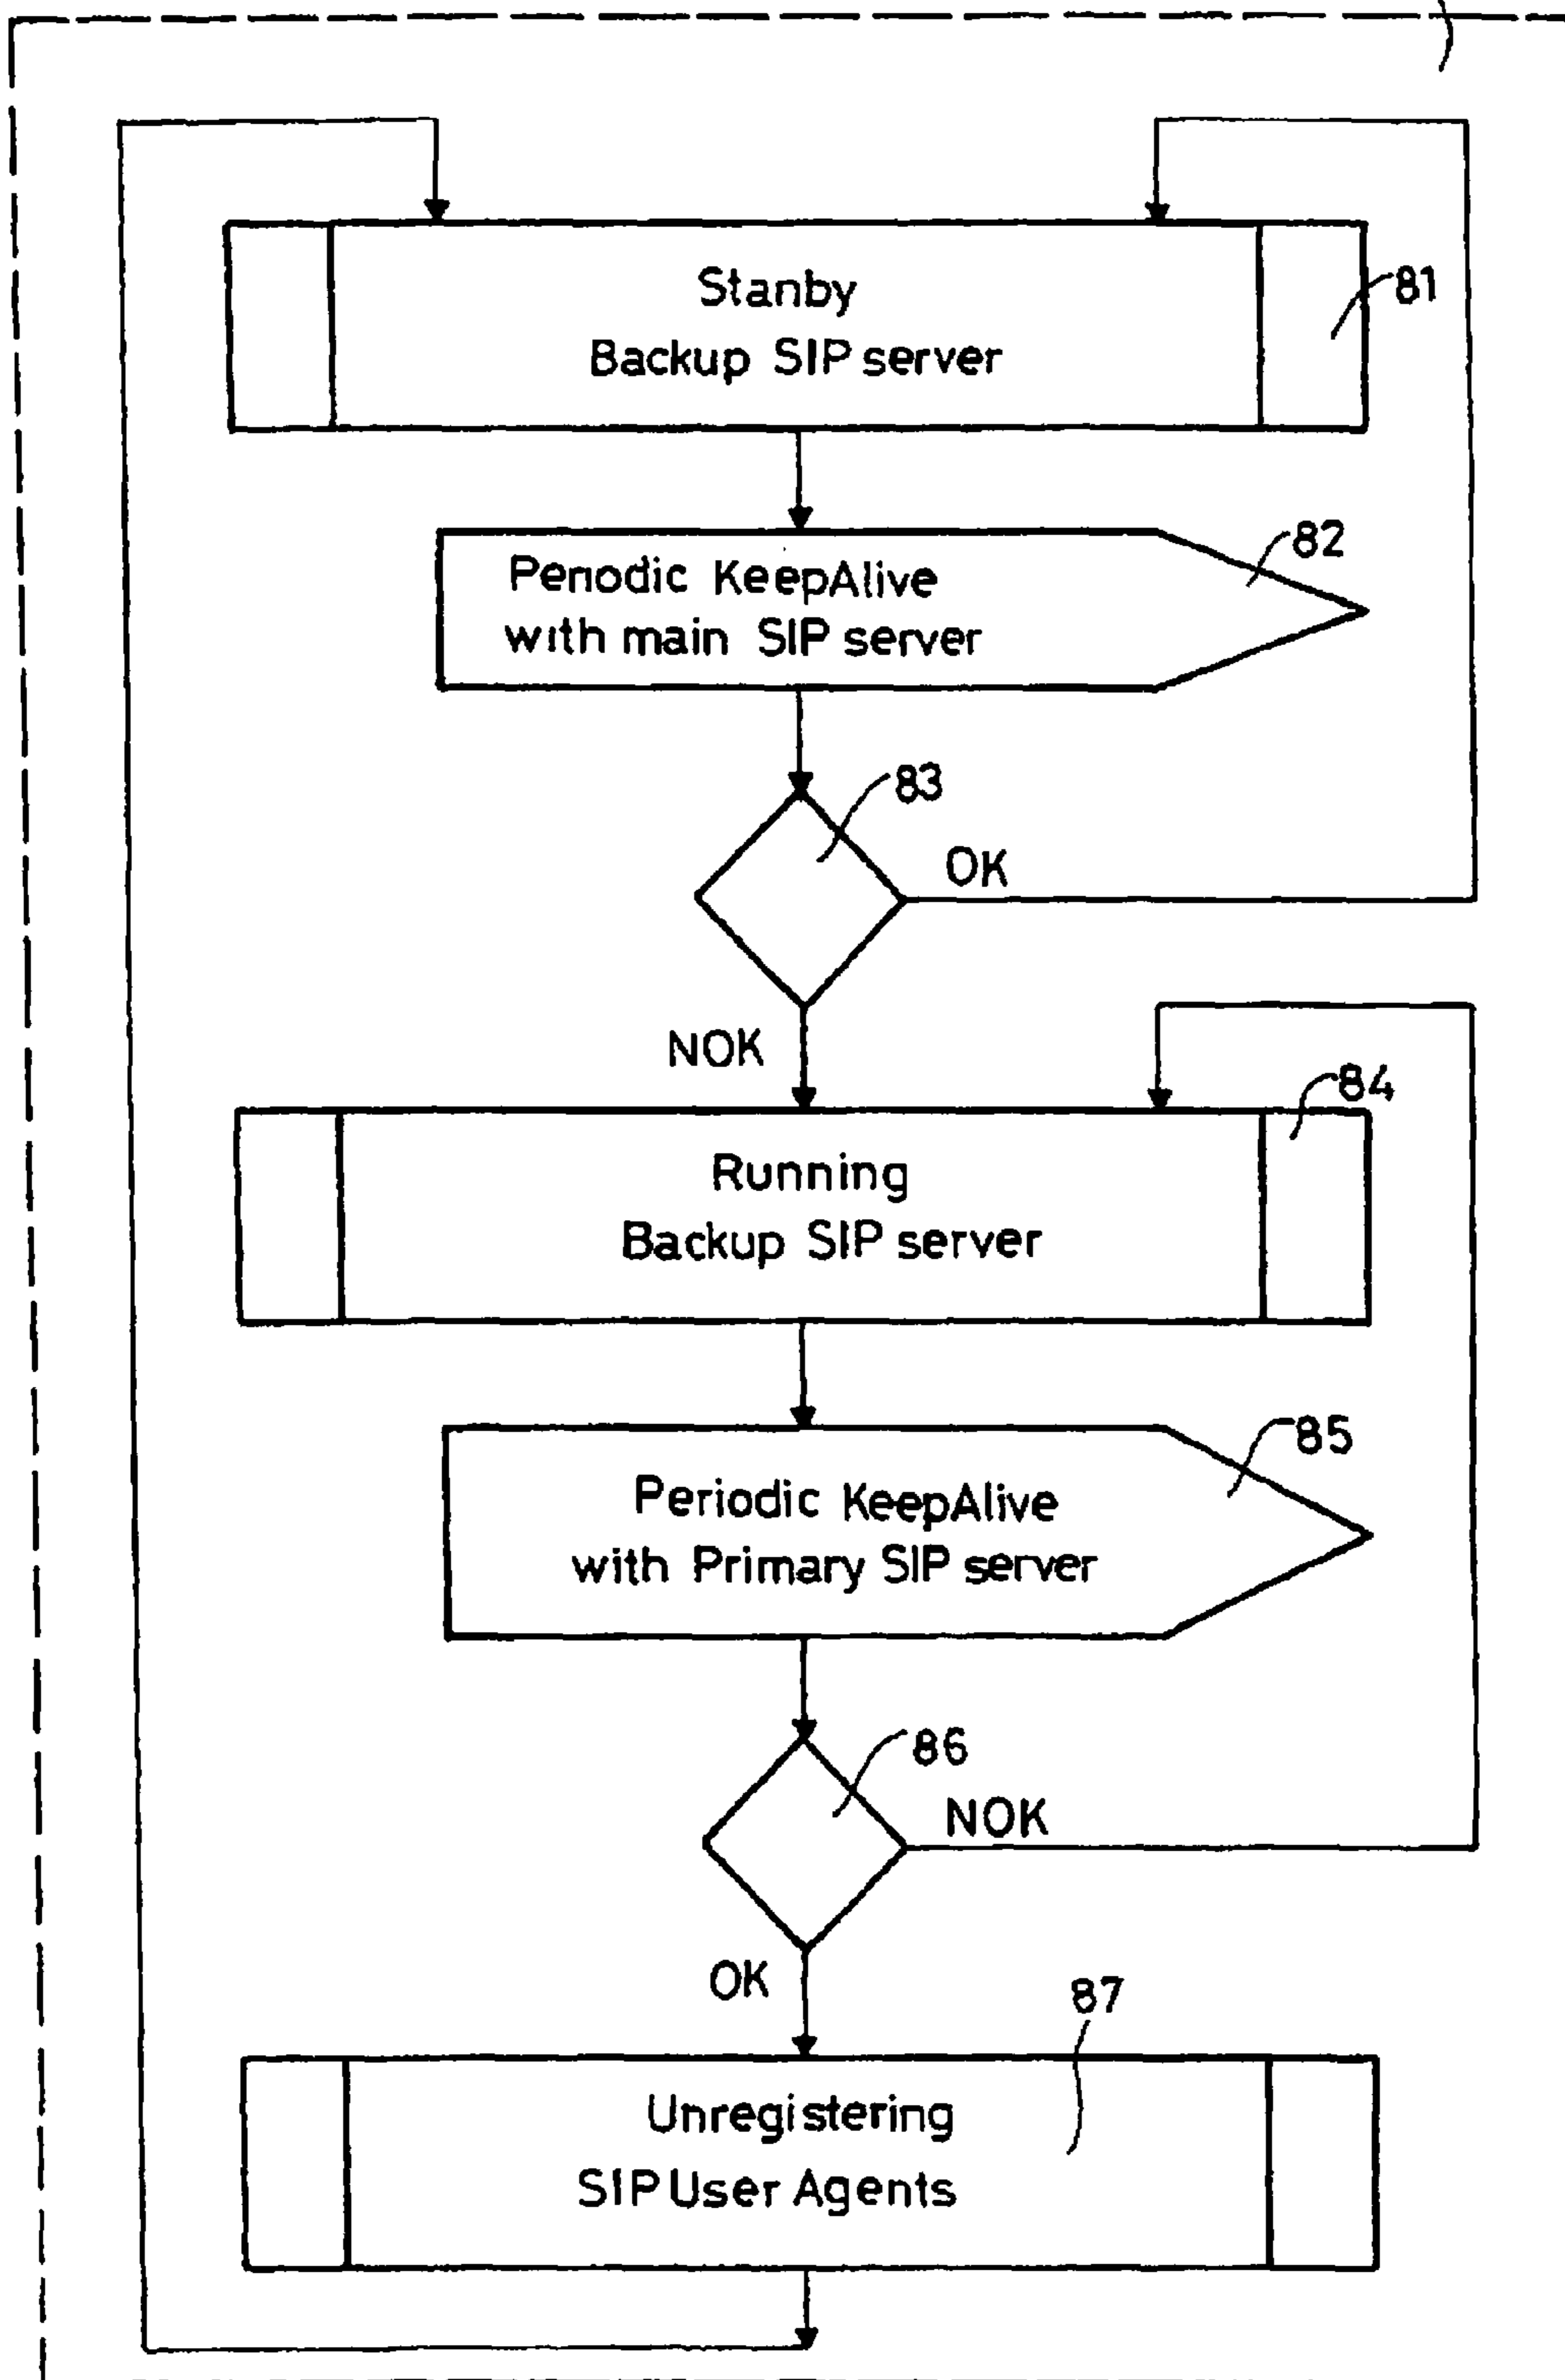 Stanby
Backup SIP server
81
Periodic KeepAlive
with main SIP server
82
83
OK
NOK
84
Running
Backup SIP server
Periodic KeepAlive
with Primary SIP server
85
86
NOK
OK
87
Unregistering
SIP User Agents